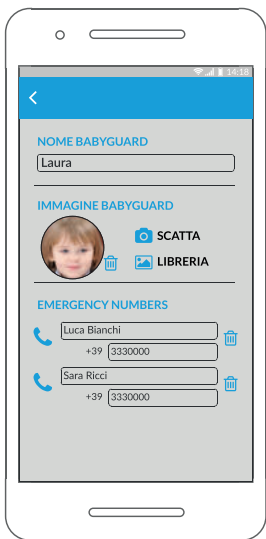 14:18
NOME BABYGUARD
Laura
IMMAGINE BABYGUARD
SCATTA
LIBRERIA
EMERGENCY NUMBERS
Luca Bianchi
+39 3330000
Sara Ricci
+39 3330000